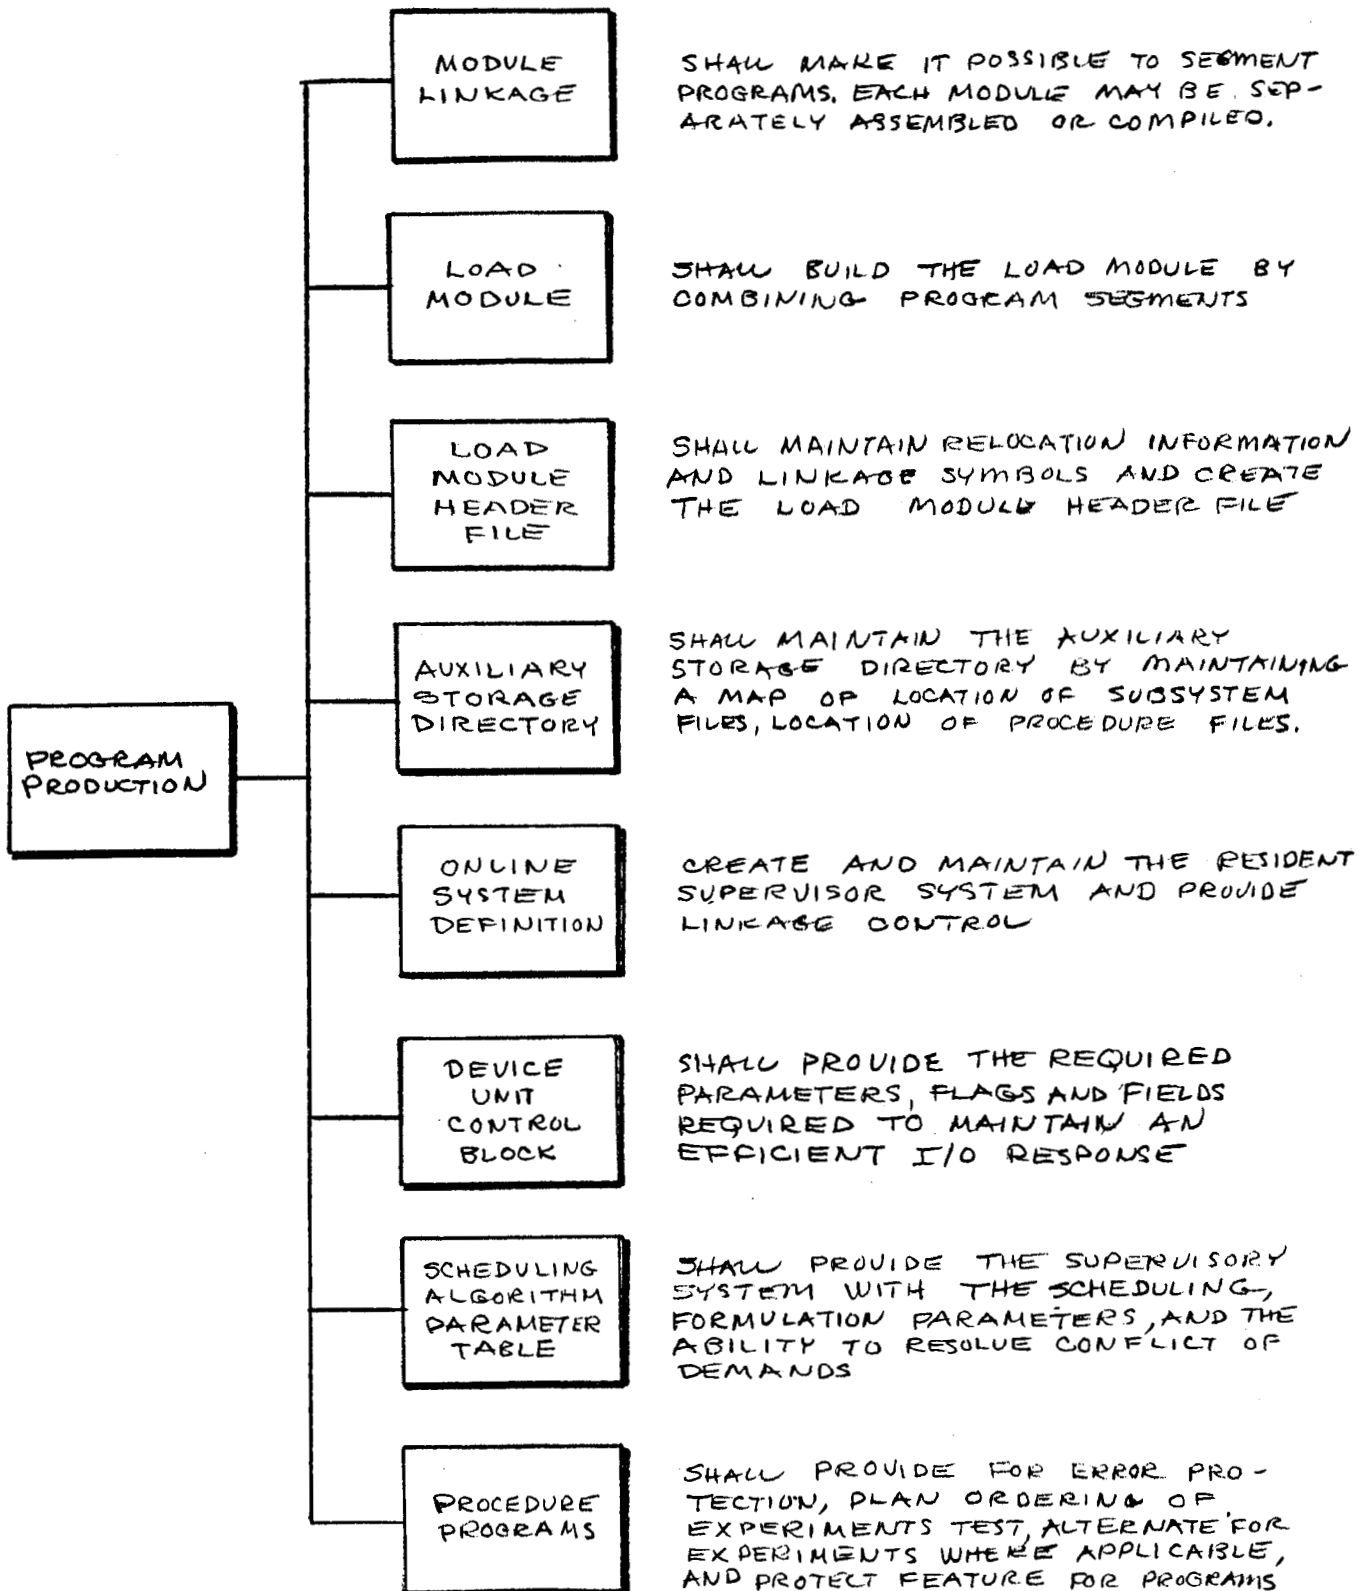 MODULE
LINKAGE
SHALL MAKE IT POSSIBLE TO SEGMENT
PROGRAMS. EACH MODULE MAY BE SEP-
ARATELY ASSEMBLED OR COMPILED.
LOAD
MODULE
SHALL BUILD THE LOAD MODULE BY
COMBINING PROGRAM SEGMENTS
LOAD
MODULE
HEADER
FILE
SHALL MAINTAIN RELOCATION INFORMATION
AND LINKAGE SYMBOLS AND CREATE
THE LOAD MODULE HEADER FILE
AUXILIARY
STORAGE
DIRECTORY
SHALL MAINTAIN THE AUXILIARY
STORAGE DIRECTORY BY MAINTAINING
A MAP OF LOCATION OF SUBSYSTEM
FILES, LOCATION OF PROCEDURE FILES.
PROGRAM
PRODUCTION
ONLINE
SYSTEM
DEFINITION
CREATE AND MAINTAIN THE RESIDENT
SUPERVISOR SYSTEM AND PROVIDE
LINKAGE CONTROL
DEVICE
UNIT
CONTROL
BLOCK
SHALL PROVIDE THE REQUIRED
PARAMETERS, FLAGS AND FIELDS
REQUIRED TO MAINTAIN AN
EFFICIENT I/O RESPONSE
SCHEDULING
ALGORITHM
PARAMETER
TABLE
SHALL PROVIDE THE SUPERVISORY
SYSTEM WITH THE SCHEDULING,
FORMULATION PARAMETERS, AND THE
ABILITY TO RESOLVE CONFLICT OF
DEMANDS
PROCEDURE
PROGRAMS
SHALL PROVIDE FOR ERROR PRO-
TECTION, PLAN ORDERING OF
EXPERIMENTS TEST, ALTERNATE FOR
EXPERIMENTS WHERE APPLICABLE,
AND PROTECT FEATURE FOR PROGRAMS